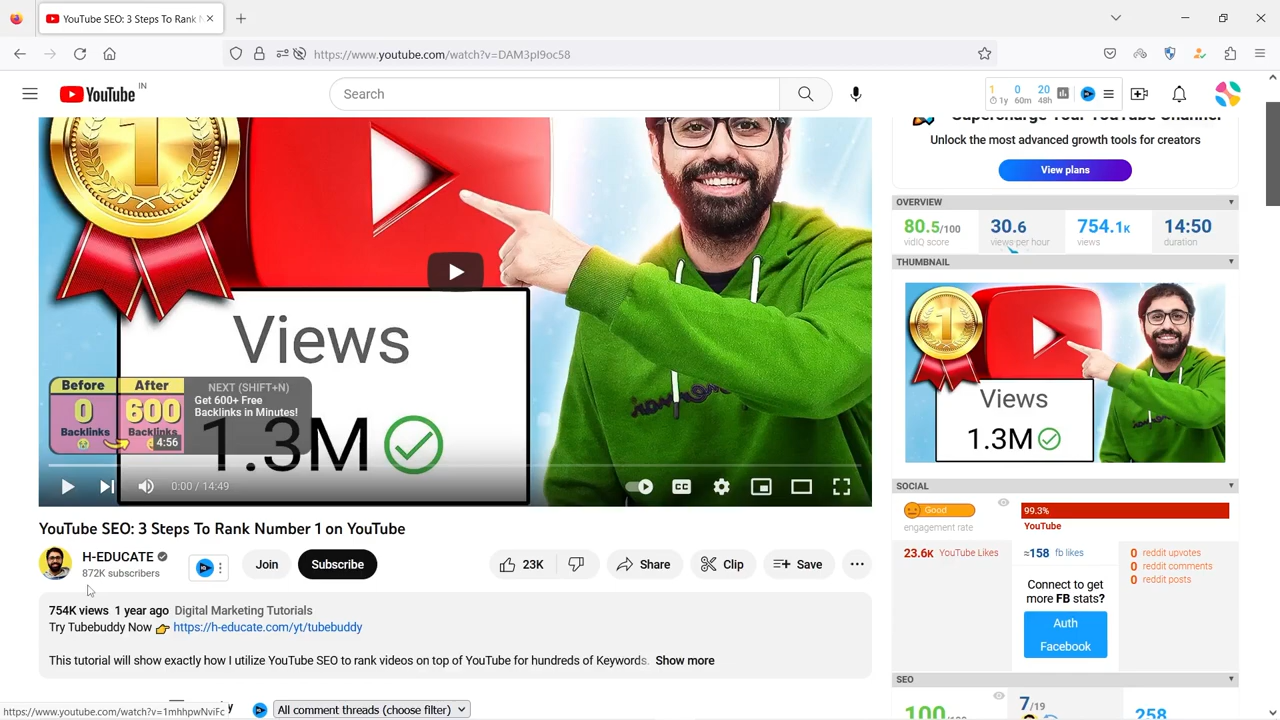 YouTube SEO: 3 Steps To Rank N
https://www.youtube.com/watch?v=DAM3pI9oc58
YouTube IN
Search
1 0 20
1y 60m 48h
Supercharge Your YouTube Channel
Unlock the most advanced growth tools for creators
View plans
OVERVIEW
80.5/100 30.6 754.1K 14:50
vidIQ score views per hour views duration
THUMBNAIL
1
Views
1.3M
1
Views
1.3M
Before After
0 600
Backlinks Backlinks
4:56
NEXT (SHIFT+N)
Get 600+ Free
Backlinks in Minutes!
0:00 / 14:49
CC
SOCIAL
Good
engagement rate
99.3%
YouTube
23.6K YouTube Likes
≈158 fb likes
0 reddit upvotes
0 reddit comments
0 reddit posts
Connect to get
more FB stats?
Auth
Facebook
YouTube SEO: 3 Steps To Rank Number 1 on YouTube
H-EDUCATE
872K subscribers
Join
Subscribe
23K
Share
Clip
Save
754K views 1 year ago Digital Marketing Tutorials
Try Tubebuddy Now 👉 https://h-educate.com/yt/tubebuddy
This tutorial will show exactly how I utilize YouTube SEO to rank videos on top of YouTube for hundreds of Keywords. Show more
SEO
100/100
7/19
258
https://www.youtube.com/watch?v=1mhhpwNviFc
All comment threads (choose filter)